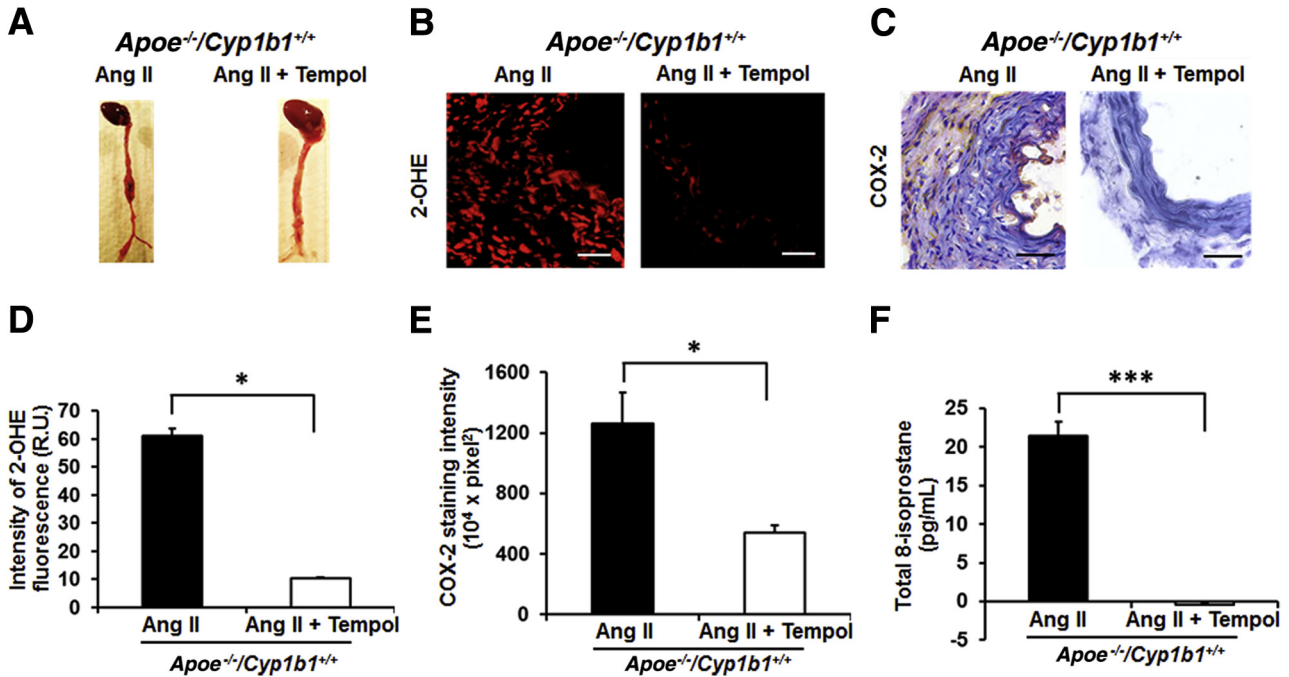 A
Apoe-/-/Cyp1b1+/+
Ang II
Ang II + Tempol
B
Apoe-/-/Cyp1b1+/+
Ang II
Ang II + Tempol
2-OHE
C
Apoe-/-/Cyp1b1+/+
Ang II
Ang II + Tempol
COX-2
D
Intensity of 2-OHE
fluorescence (R.U.)
70
60
50
40
30
20
10
0
*
Ang II
Ang II + Tempol
Apoe-/-/Cyp1b1+/+
E
COX-2 staining intensity
(10⁴ x pixel²)
1600
1200
800
400
0
*
Ang II
Ang II + Tempol
Apoe-/-/Cyp1b1+/+
F
Total 8-isoprostane
(pg/mL)
25
20
15
10
5
0
-5
***
Ang II
Ang II + Tempol
Apoe-/-/Cyp1b1+/+